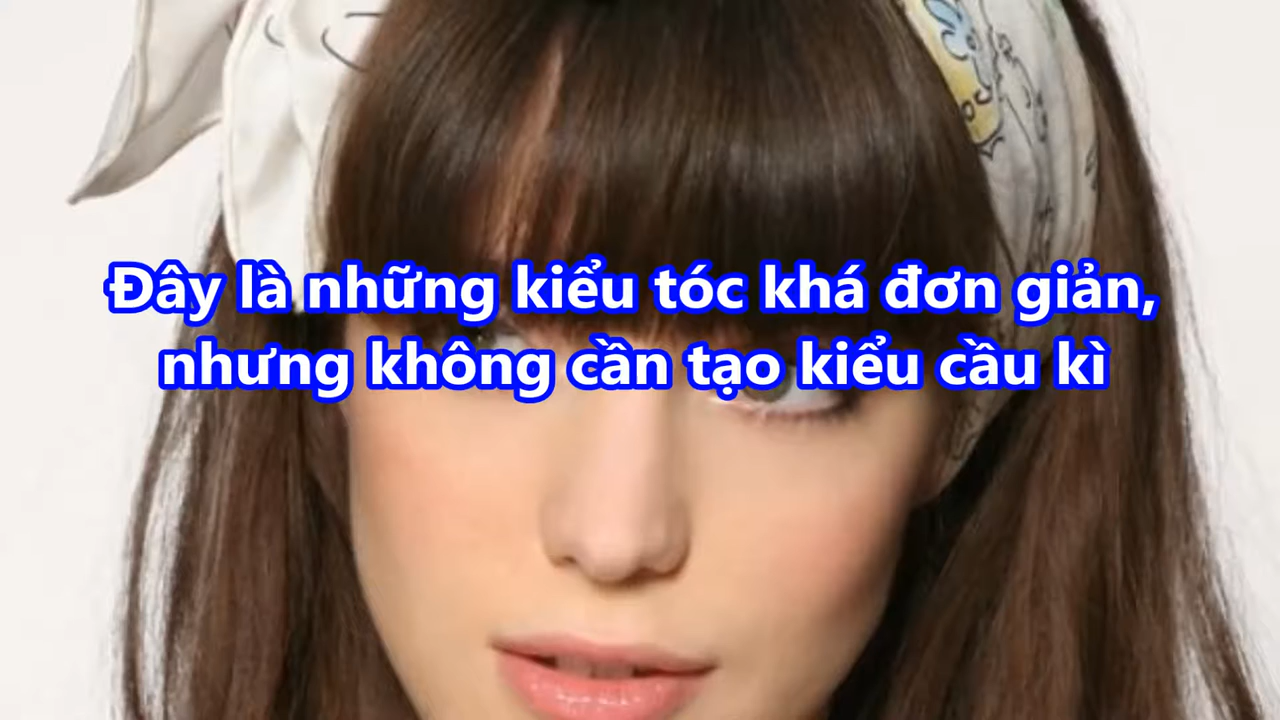 Đây là những kiểu tóc khá đơn giản,
nhưng không cần tạo kiểu cầu kì